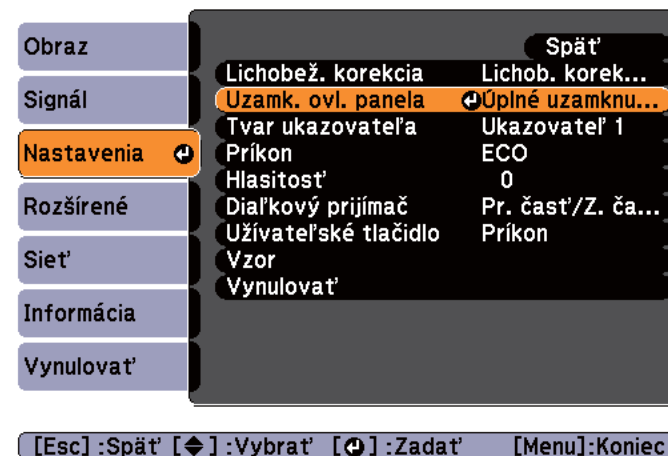 Obraz
Signál
Nastavenia
Rozšírené
Sieť
Informácia
Vynulovať
Späť
Lichobež. korekcia Lichob. korek...
Uzamk. ovl. panela Úplné uzamknu...
Tvar ukazovateľa Ukazovateľ 1
Príkon ECO
Hlasitosť 0
Diaľkový prijímač Pr. časť/Z. ča...
Užívateľské tlačidlo Príkon
Vzor
Vynulovať
[Esc] :Späť [◆] :Vybrať [⏎] :Zadať [Menu]:Koniec